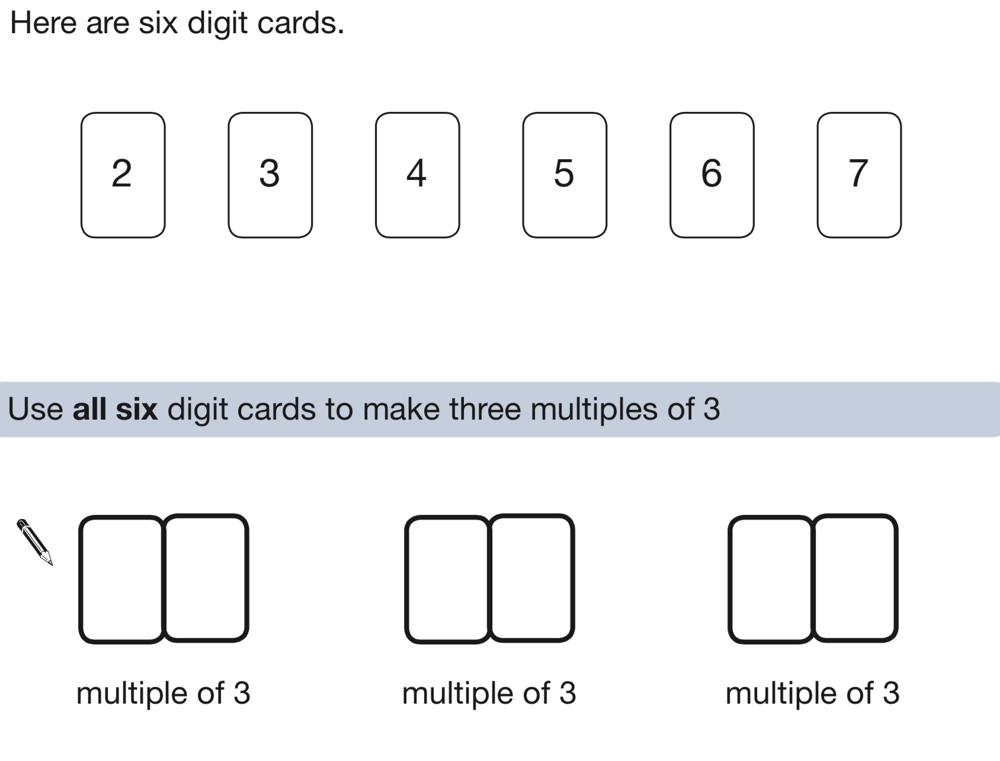 Here are six digit cards.
2 3 4 5 6 7
Use all six digit cards to make three multiples of 3
multiple of 3 multiple of 3 multiple of 3